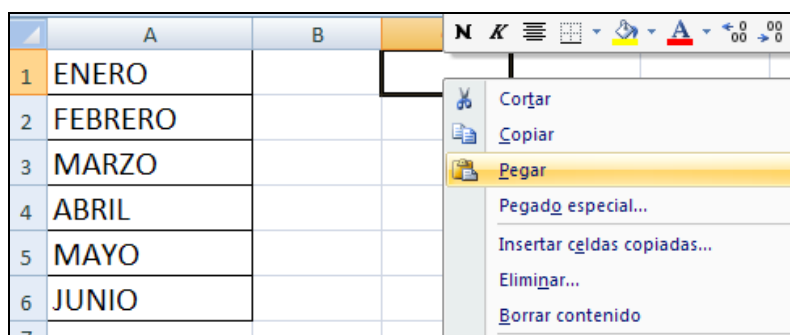 A B
N K A
1 ENERO
2 FEBRERO
3 MARZO
4 ABRIL
5 MAYO
6 JUNIO
Cortar
Copiar
Pegar
Pegado especial...
Insertar celdas copiadas...
Eliminar...
Borrar contenido